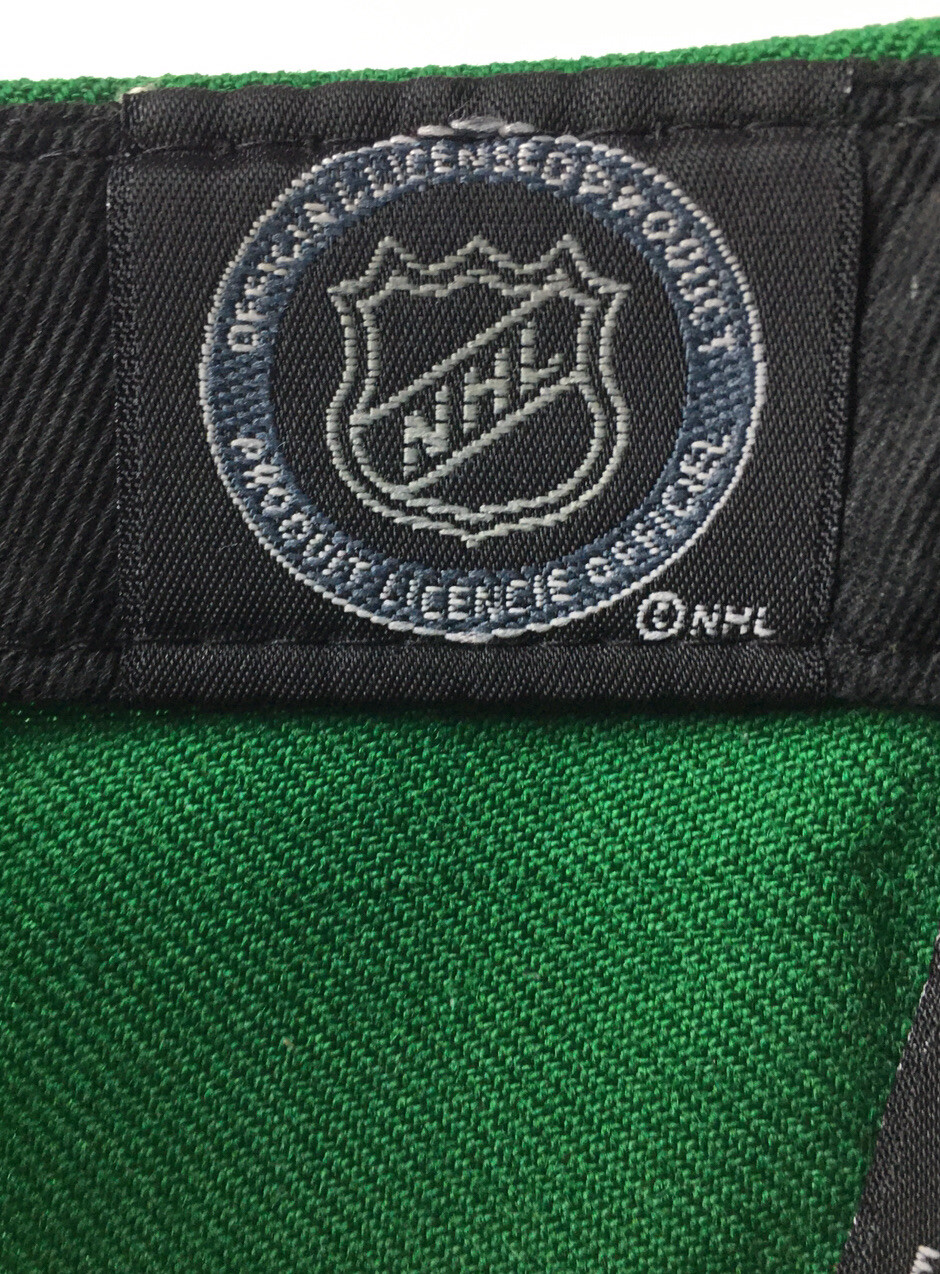 OFFICIAL LICENSED PRODUCT
NHL
PRODUIT LICENCIÉ OFFICIEL
© NHL